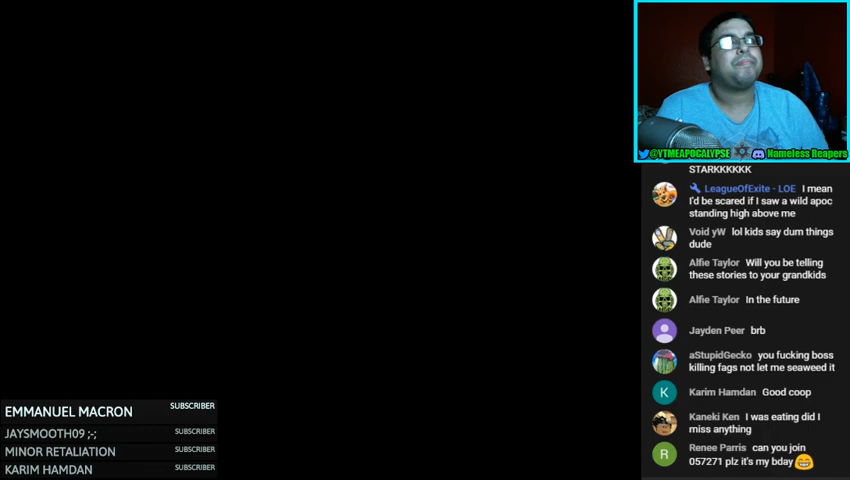 @YTMEAPOCALYPSE Nameless Reapers
STARKKKKKK
LeagueOfExite - LOE I mean
I'd be scared if I saw a wild apoc
standing high above me
Void yW lol kids say dum things
dude
Alfie Taylor Will you be telling
these stories to your grandkids
Alfie Taylor In the future
Jayden Peer brb
aStupidGecko you fucking boss
killing fags not let me seaweed it
K
Karim Hamdan Good coop
Kaneki Ken I was eating did I
miss anything
R
Renee Parris can you join
057271 plz it's my bday
EMMANUEL MACRON SUBSCRIBER
JAYSMOOTH09 ;-; SUBSCRIBER
MINOR RETALIATION SUBSCRIBER
KARIM HAMDAN SUBSCRIBER